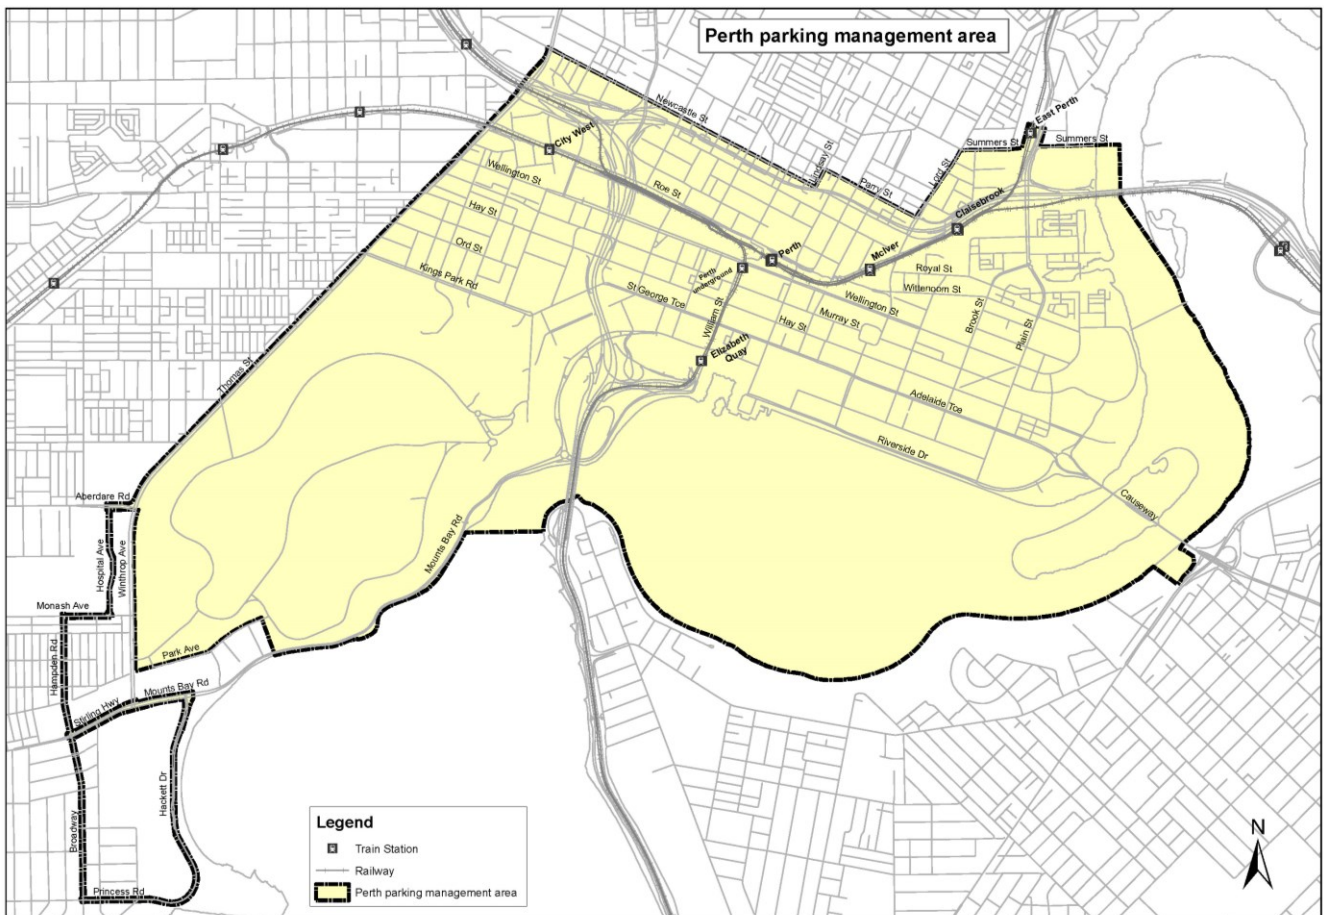 Perth parking management area
East Perth
Newcastle St
Summers St
Summers St
City West
Lindsay St
Lord St
Parry St
Wellington St
Roe St
Claisebrook
Hay St
Ord St
Perth
McIver
Kings Park Rd
Perth
underground
Royal St
Wittenoom St
St George Tce
William St
Wellington St
Murray St
Hay St
Brook St
Plain St
Elizabeth
Quay
Thomas St
Adelaide Tce
Riverside Dr
Aberdare Rd
Causeway
Mounts Bay Rd
Hospital Ave
Winthrop Ave
Monash Ave
Hampden Rd
Park Ave
Mounts Bay Rd
Stirling Hwy
Hackett Dr
Broadway
Princess Rd
Legend
Train Station
Railway
Perth parking management area
N